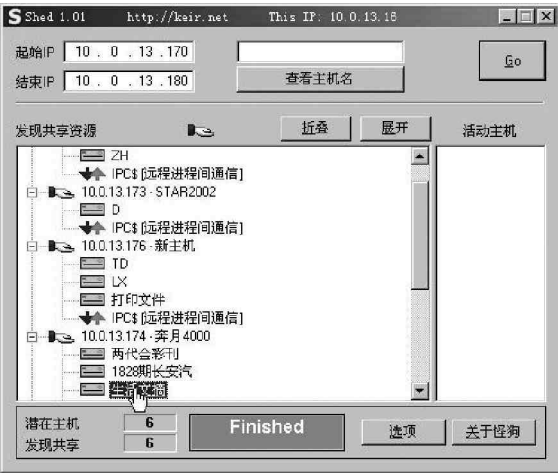 Shed 1.01 http://keir.net This IP: 10.0.13.16
起始IP 10 . 0 . 13 .170
Go
结束IP 10 . 0 . 13 .180 查看主机名
发现共享资源 折叠 展开 活动主机
ZH
IPC$ [远程进程间通信]
10.0.13.173 - STAR2002
D
IPC$ [远程进程间通信]
10.0.13.176 - 新主机
TD
LX
打印文件
IPC$ [远程进程间通信]
10.0.13.174 - 奔月4000
两代会彩刊
1828期长安汽
潜在主机 6 Finished 选项 关于怪狗
发现共享 6